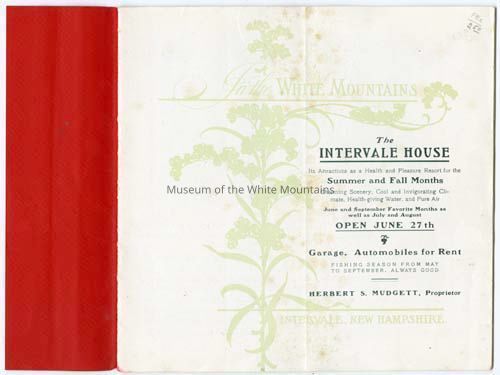 In the WHITE MOUNTAINS
The
INTERVALE HOUSE
Its Attractions as a Health and Pleasure Resort for the
Summer and Fall Months
Charming Scenery, Cool and Invigorating Cli-
mate, Health-giving Water, and Pure Air
Museum of the White Mountains
June and September Favorite Months as
well as July and August
OPEN JUNE 27th
Garage, Automobiles for Rent
FISHING SEASON FROM MAY
TO SEPTEMBER, ALWAYS GOOD
HERBERT S. MUDGETT, Proprietor
INTERVALE, NEW HAMPSHIRE.